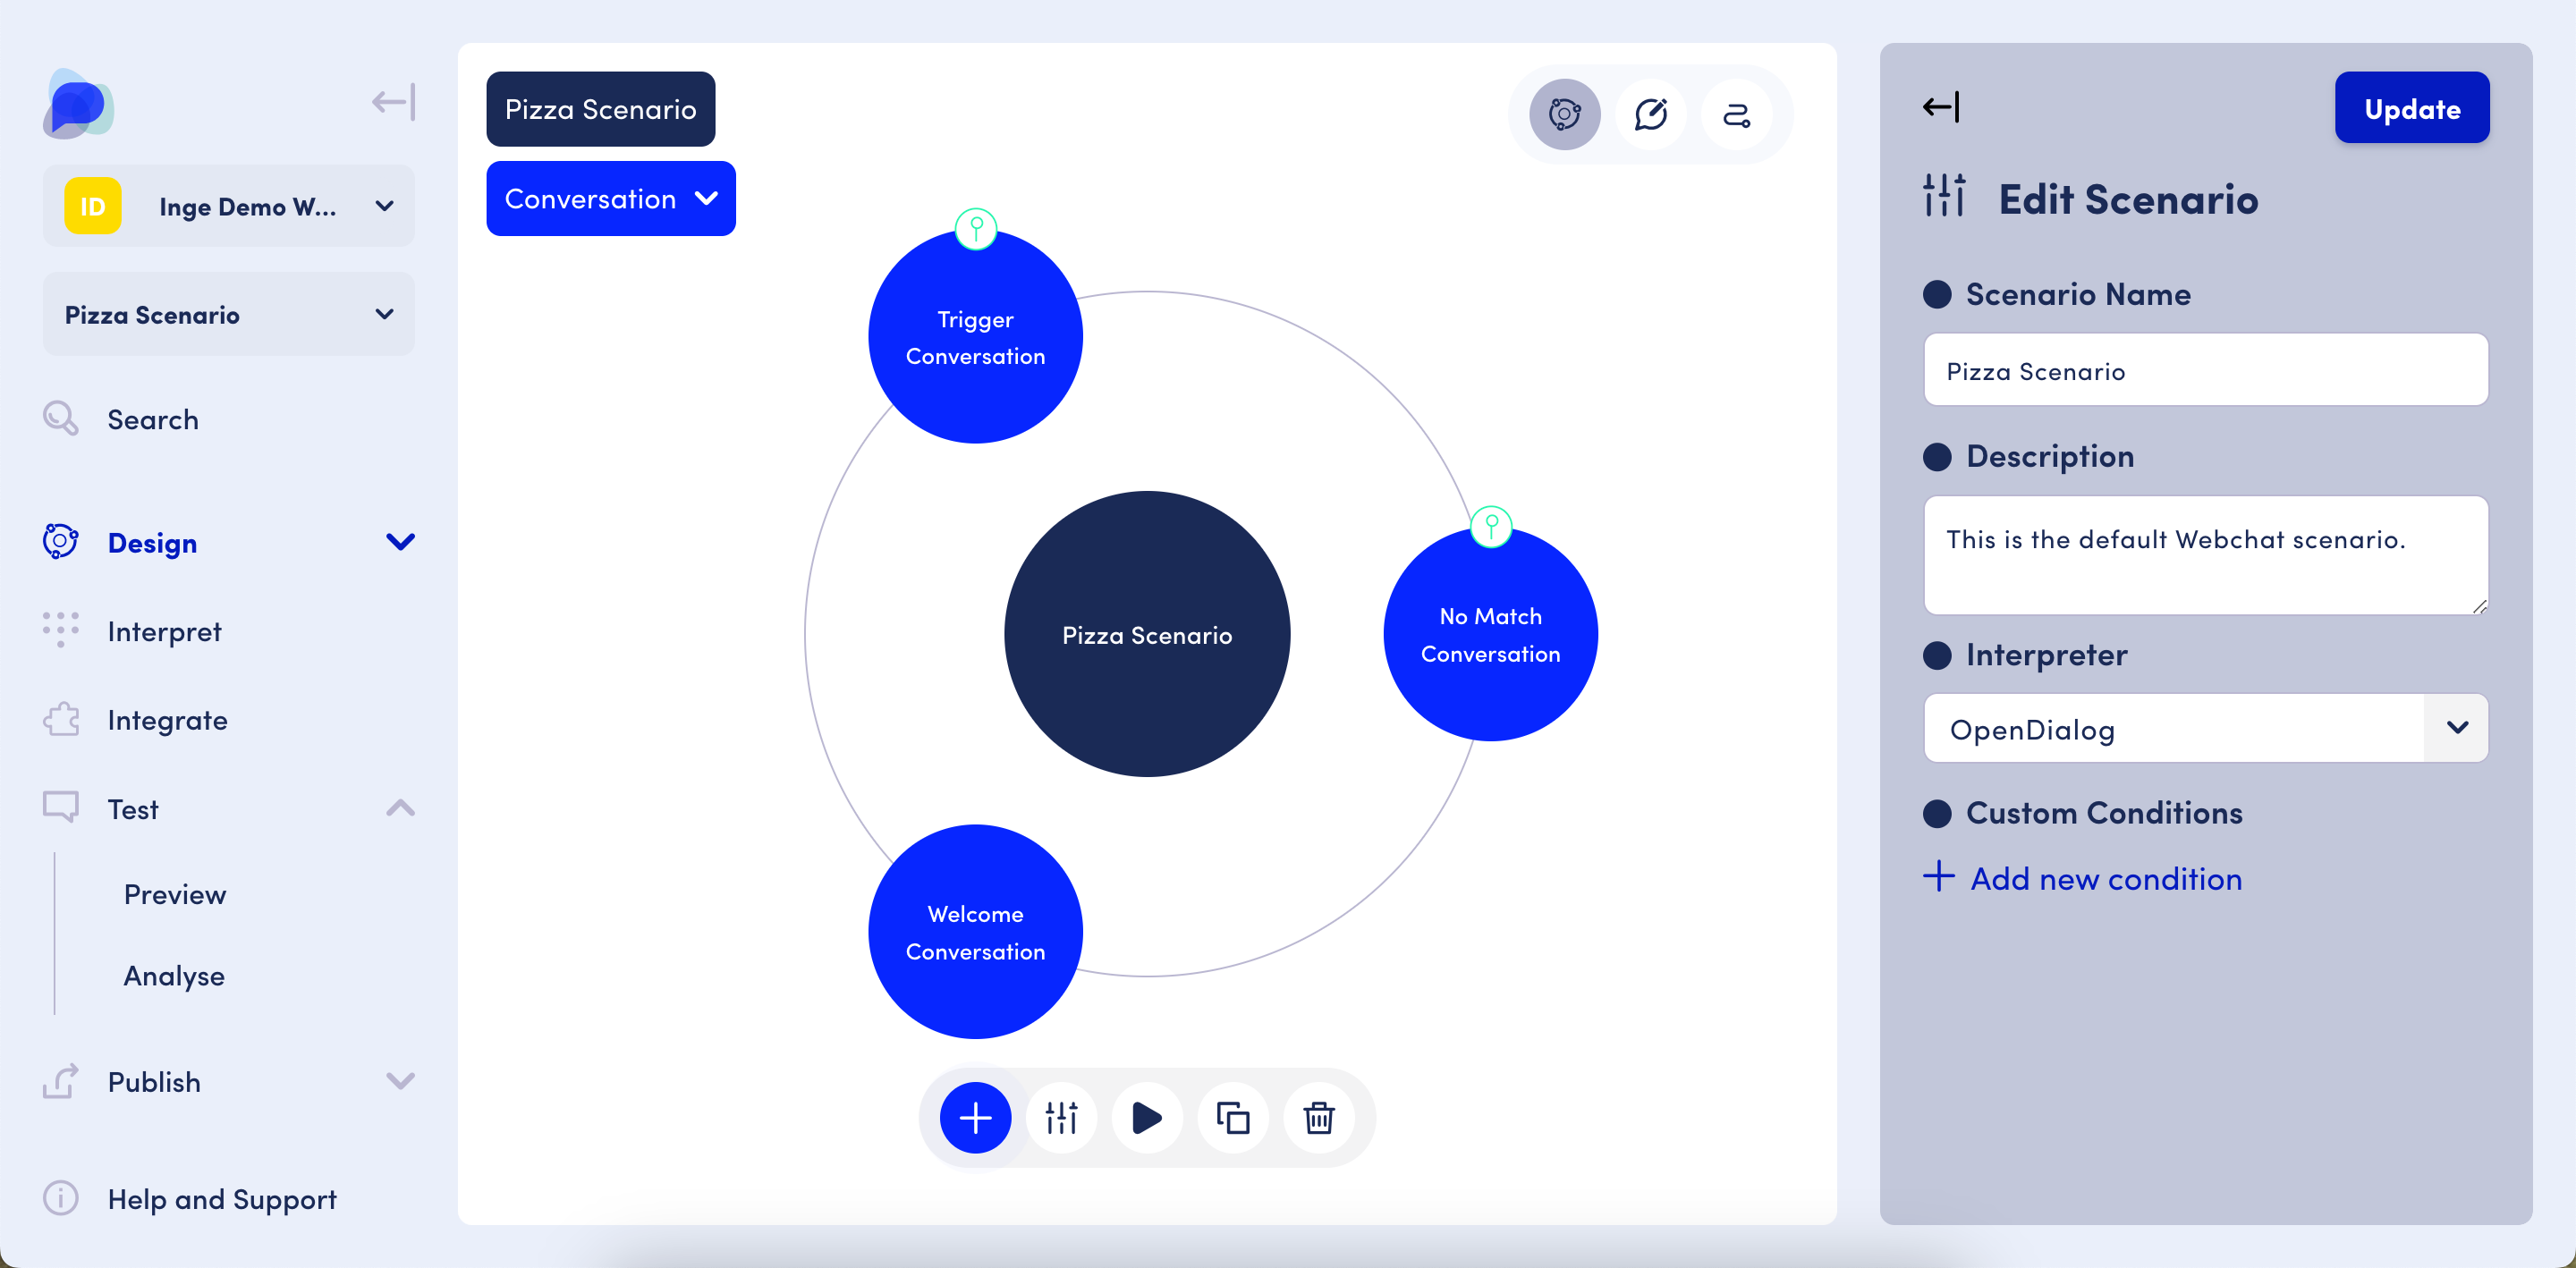 ID
Inge Demo W...
Pizza Scenario
Search
Design
Interpret
Integrate
Test
Preview
Analyse
Publish
Help and Support
Pizza Scenario
Conversation
Trigger
Conversation
Pizza Scenario
No Match
Conversation
Welcome
Conversation
Update
Edit Scenario
Scenario Name
Pizza Scenario
Description
This is the default Webchat scenario.
Interpreter
OpenDialog
Custom Conditions
Add new condition